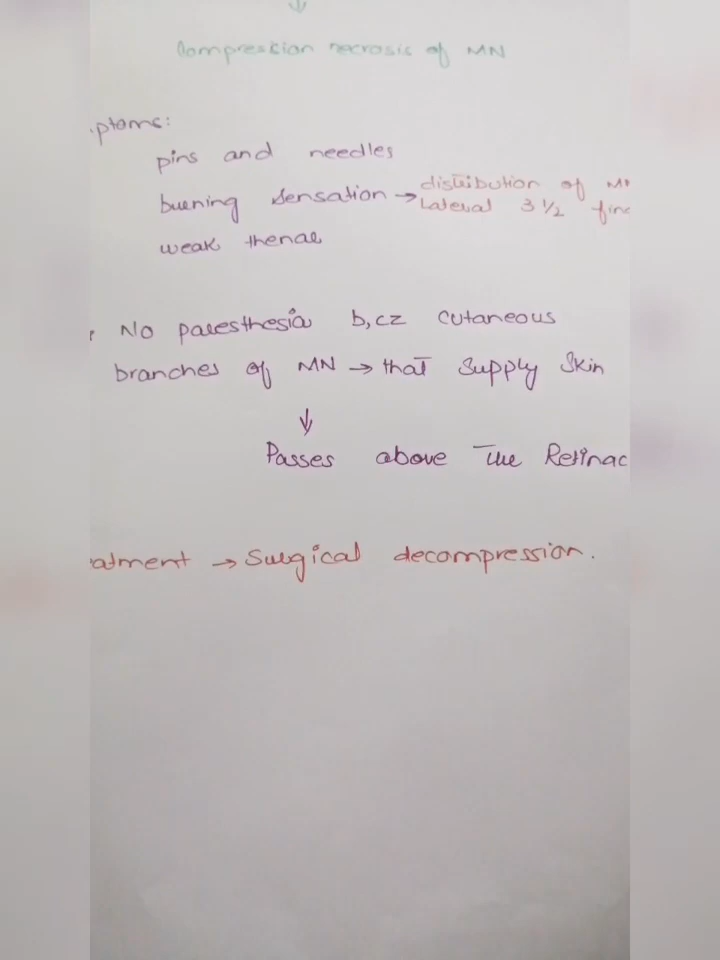 Compression necrosis of MN
ptoms:
pins and needles
burning sensation → distribution of
Lateral 3 1/2
weak thenar
No paresthesia b,cz cutaneous
branches of MN → that supply skin
↓
Passes above the Retinac
atment → Surgical decompression.